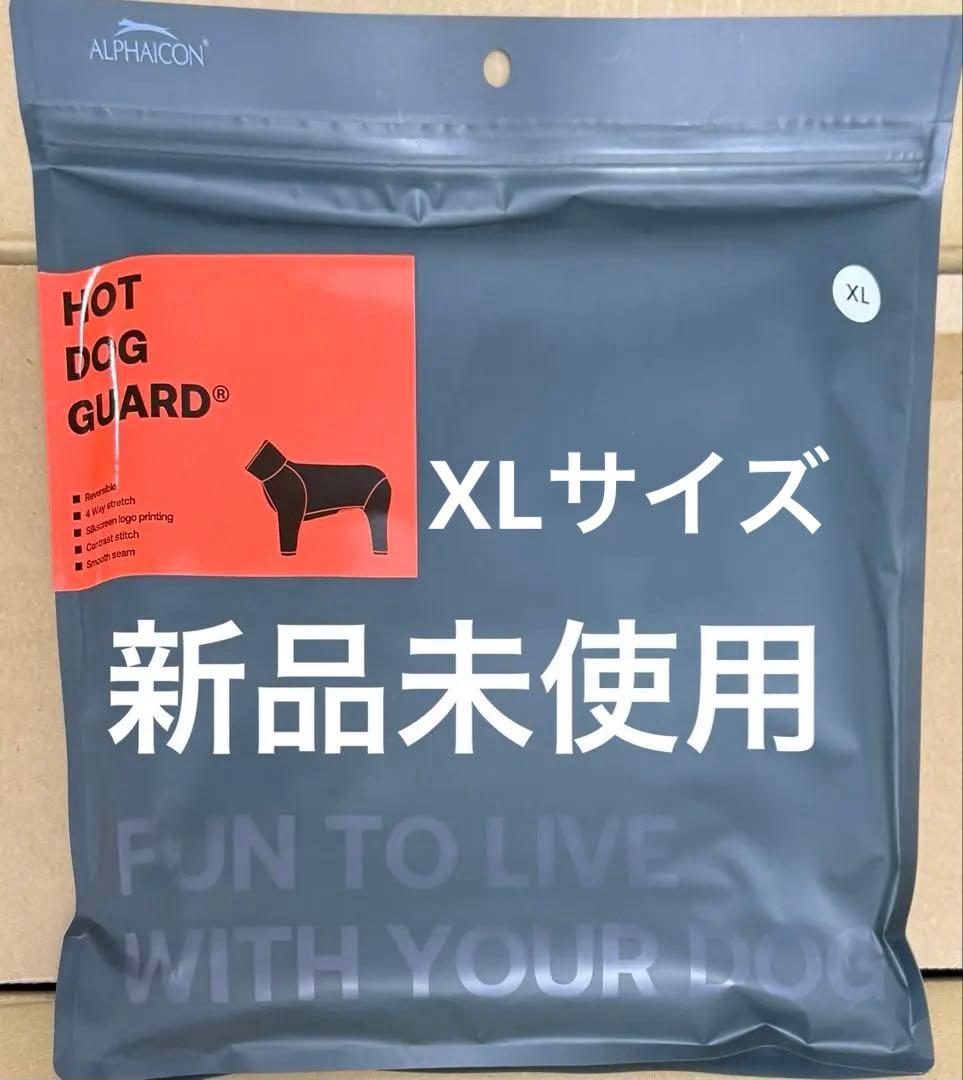 ALPHAICON®
XL
HOT
DOG
GUARD®
■ Reversible
■ 4 Way stretch
■ Silkscreen logo printing
■ Contrast stitch
■ Smooth seam
XLサイズ
新品未使用
FUN TO LIVE
WITH YOUR DOG